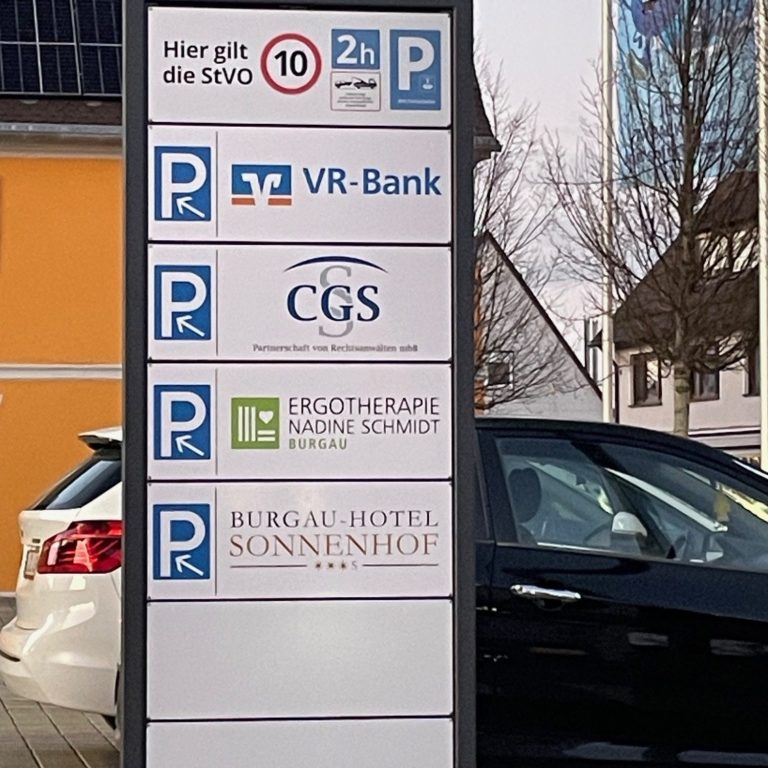 Hier gilt
die StVO
10
2h
P
P
VR-Bank
P
CGS
Partnerschaft von Rechtsanwälten mbB
P
ERGOTHERAPIE
NADINE SCHMIDT
BURGAU
P
BURGAU-HOTEL
SONNENHOF
***S